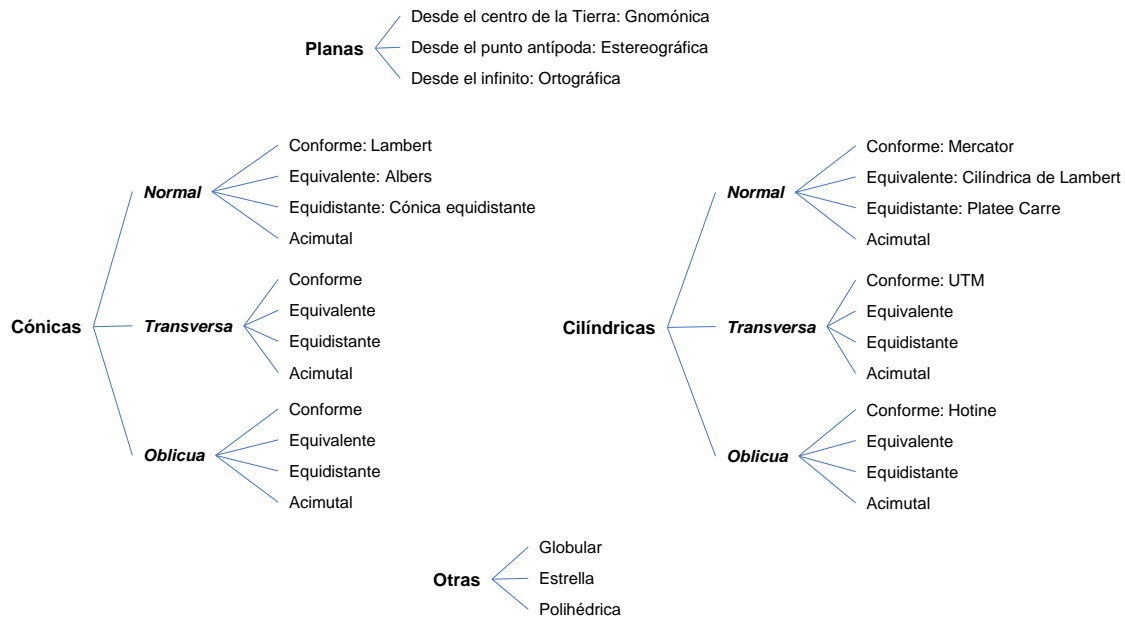 Planas
Desde el centro de la Tierra: Gnomónica
Desde el punto antípoda: Estereográfica
Desde el infinito: Ortográfica
Cónicas
Normal
Conforme: Lambert
Equivalente: Albers
Equidistante: Cónica equidistante
Acimutal
Transversa
Conforme
Equivalente
Equidistante
Acimutal
Oblicua
Conforme
Equivalente
Equidistante
Acimutal
Cilíndricas
Normal
Conforme: Mercator
Equivalente: Cilíndrica de Lambert
Equidistante: Platee Carre
Acimutal
Transversa
Conforme: UTM
Equivalente
Equidistante
Acimutal
Oblicua
Conforme: Hotine
Equivalente
Equidistante
Acimutal
Otras
Globular
Estrella
Polihédrica